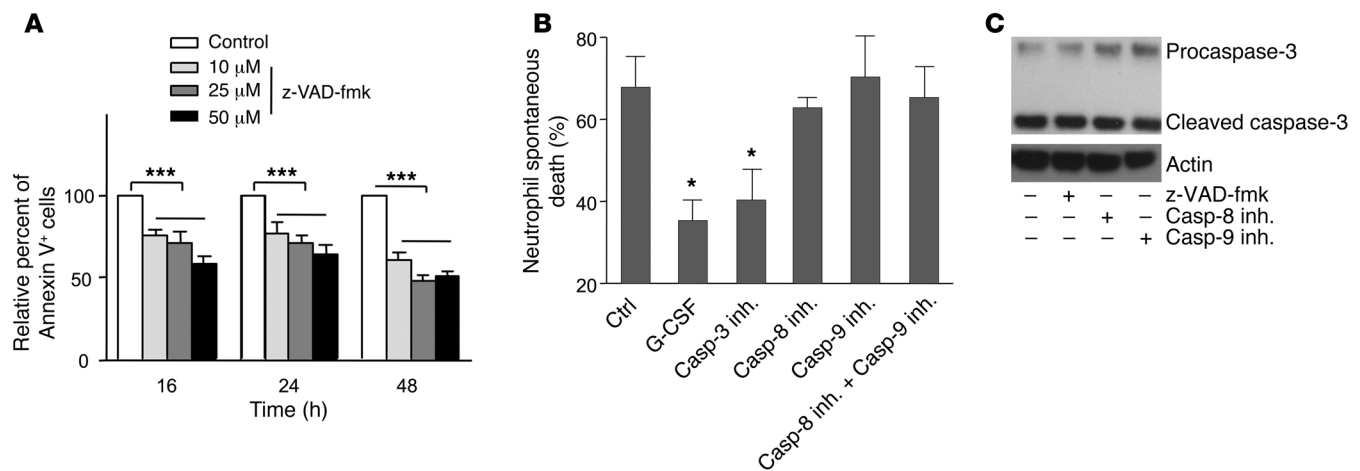 A
Control
10 μM
25 μM
50 μM
z-VAD-fmk
Relative percent of
Annexin V⁺ cells
100
50
0
***
***
***
16
24
48
Time (h)
B
Neutrophil spontaneous
death (%)
80
60
40
20
*
*
Ctrl
G-CSF
Casp-3 inh.
Casp-8 inh.
Casp-9 inh.
Casp-8 inh. + Casp-9 inh.
C
Procaspase-3
Cleaved caspase-3
Actin
– + – – z-VAD-fmk
– – + – Casp-8 inh.
– – – + Casp-9 inh.